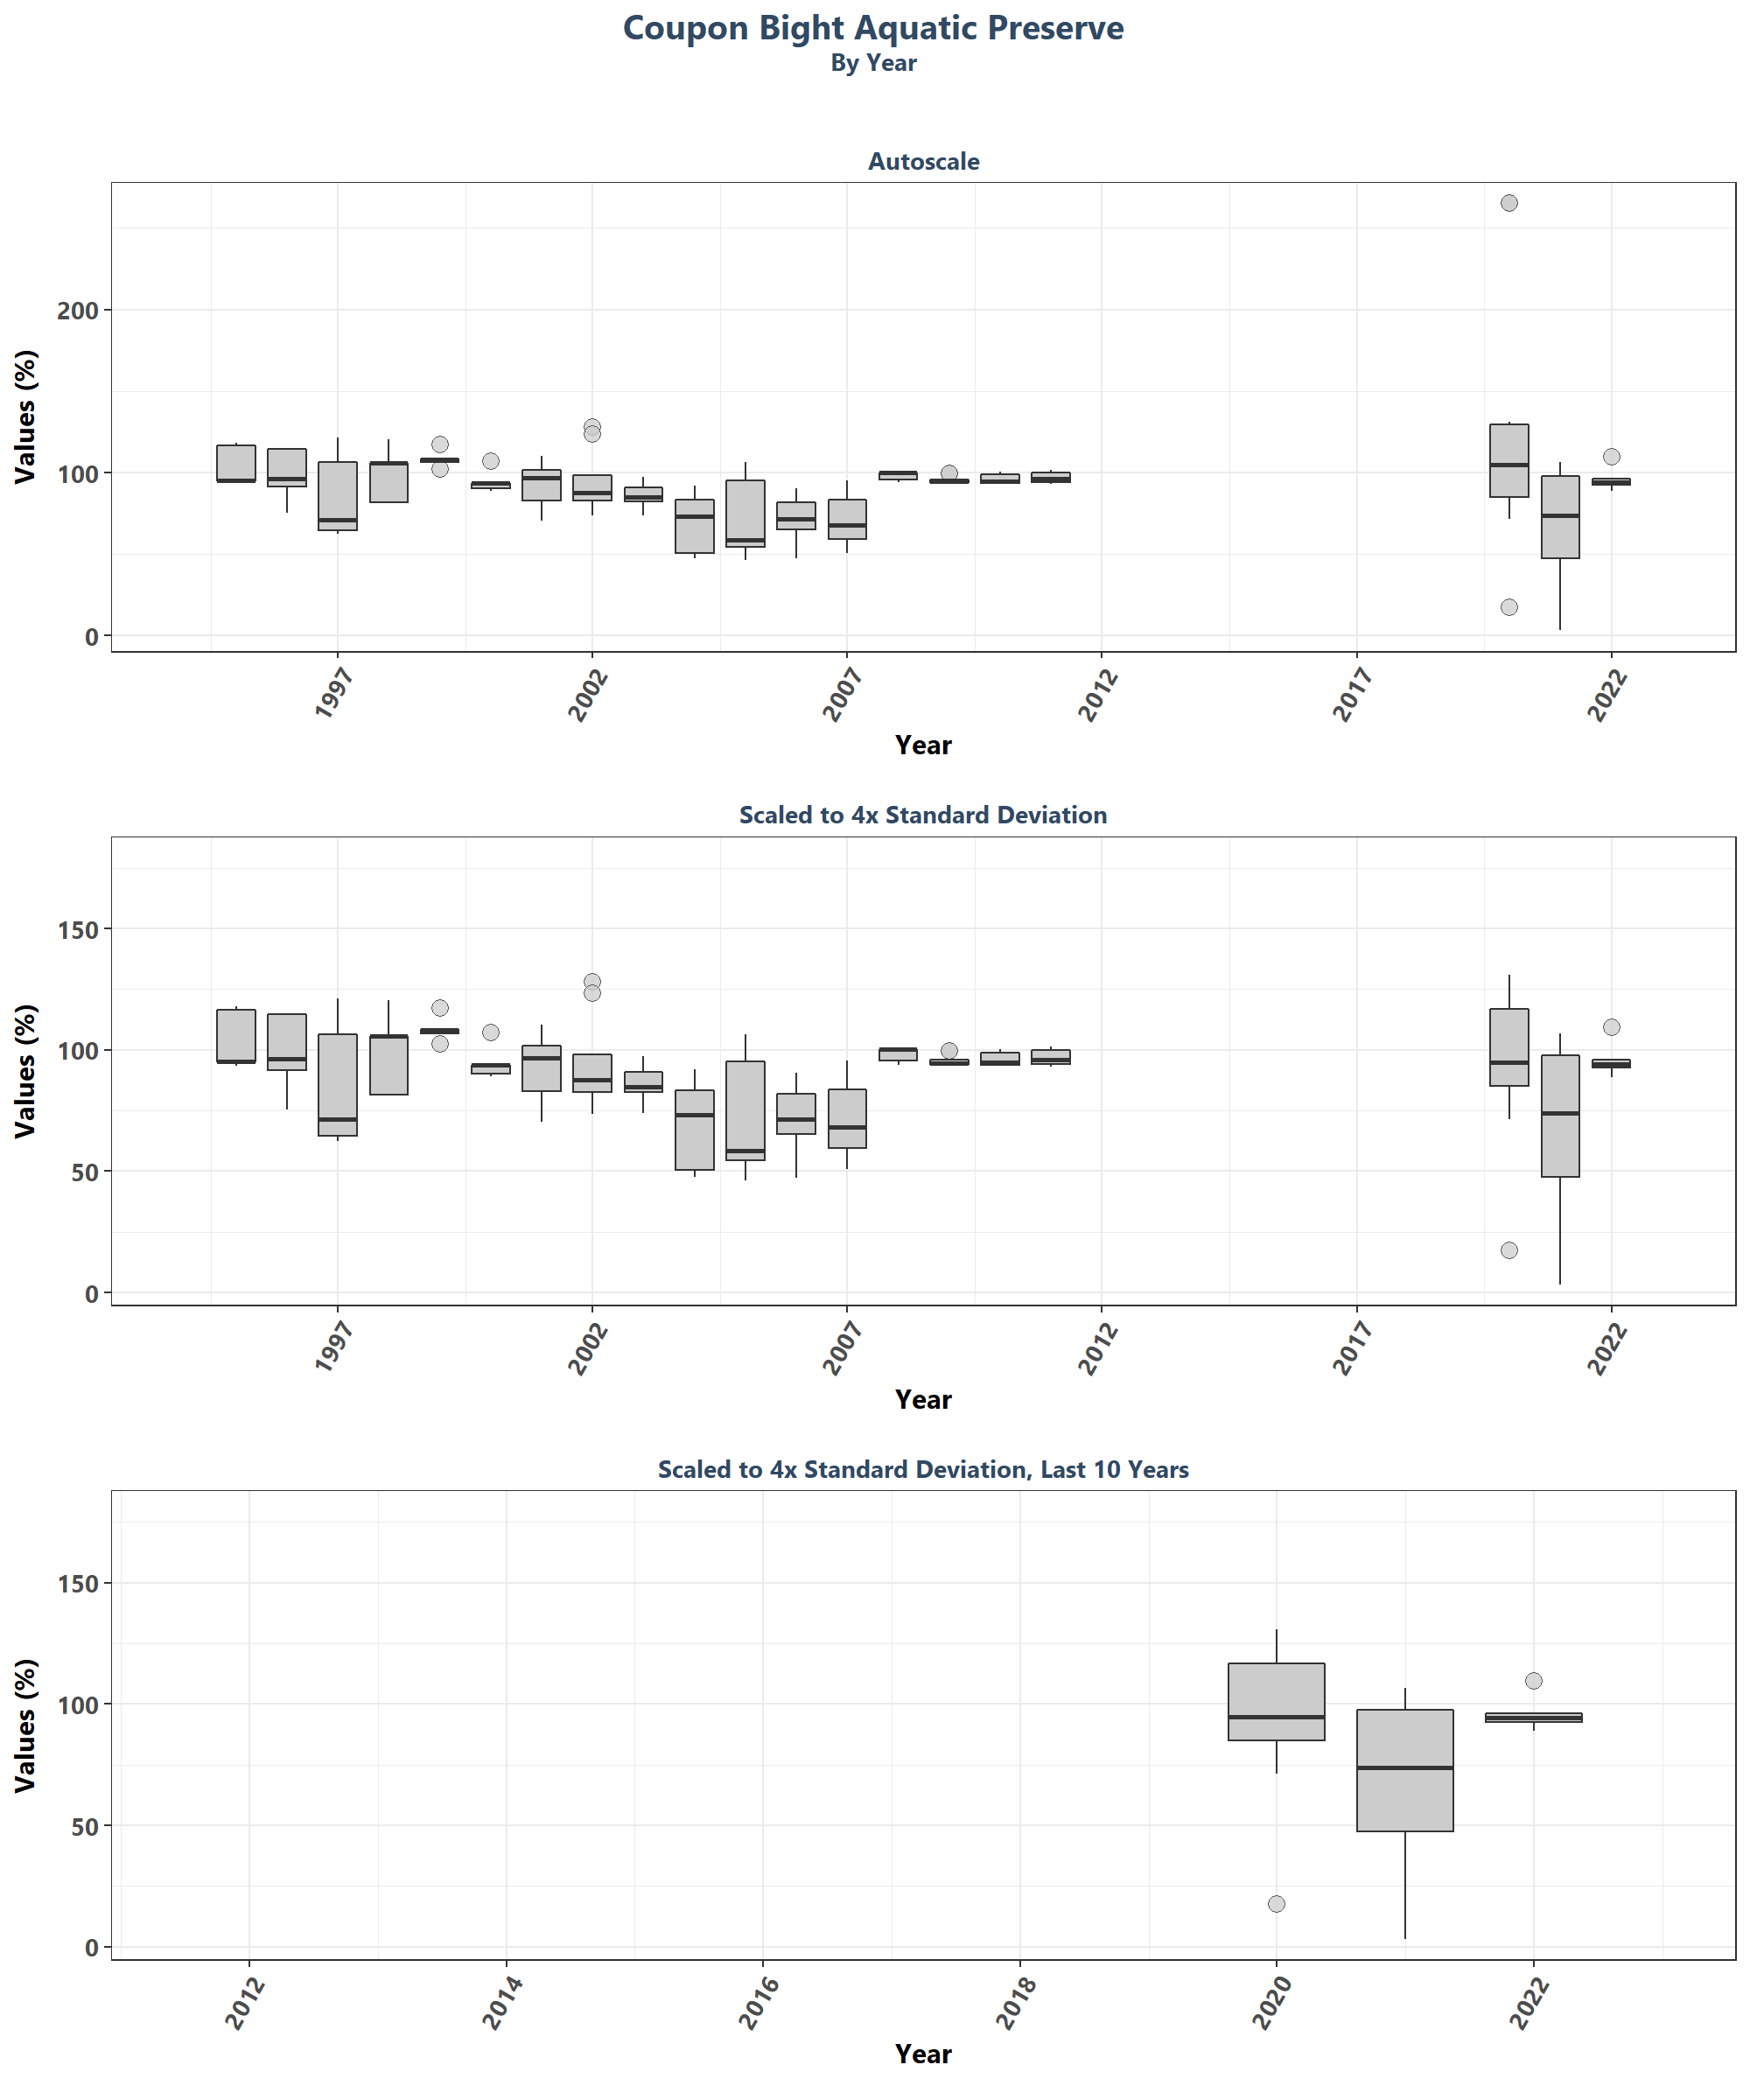 Coupon Bight Aquatic Preserve
By Year
Autoscale
Values (%)
200
100
0
1997
2002
2007
2012
2017
2022
Year
Scaled to 4x Standard Deviation
Values (%)
150
100
50
0
1997
2002
2007
2012
2017
2022
Year
Scaled to 4x Standard Deviation, Last 10 Years
Values (%)
150
100
50
0
2012
2014
2016
2018
2020
2022
Year